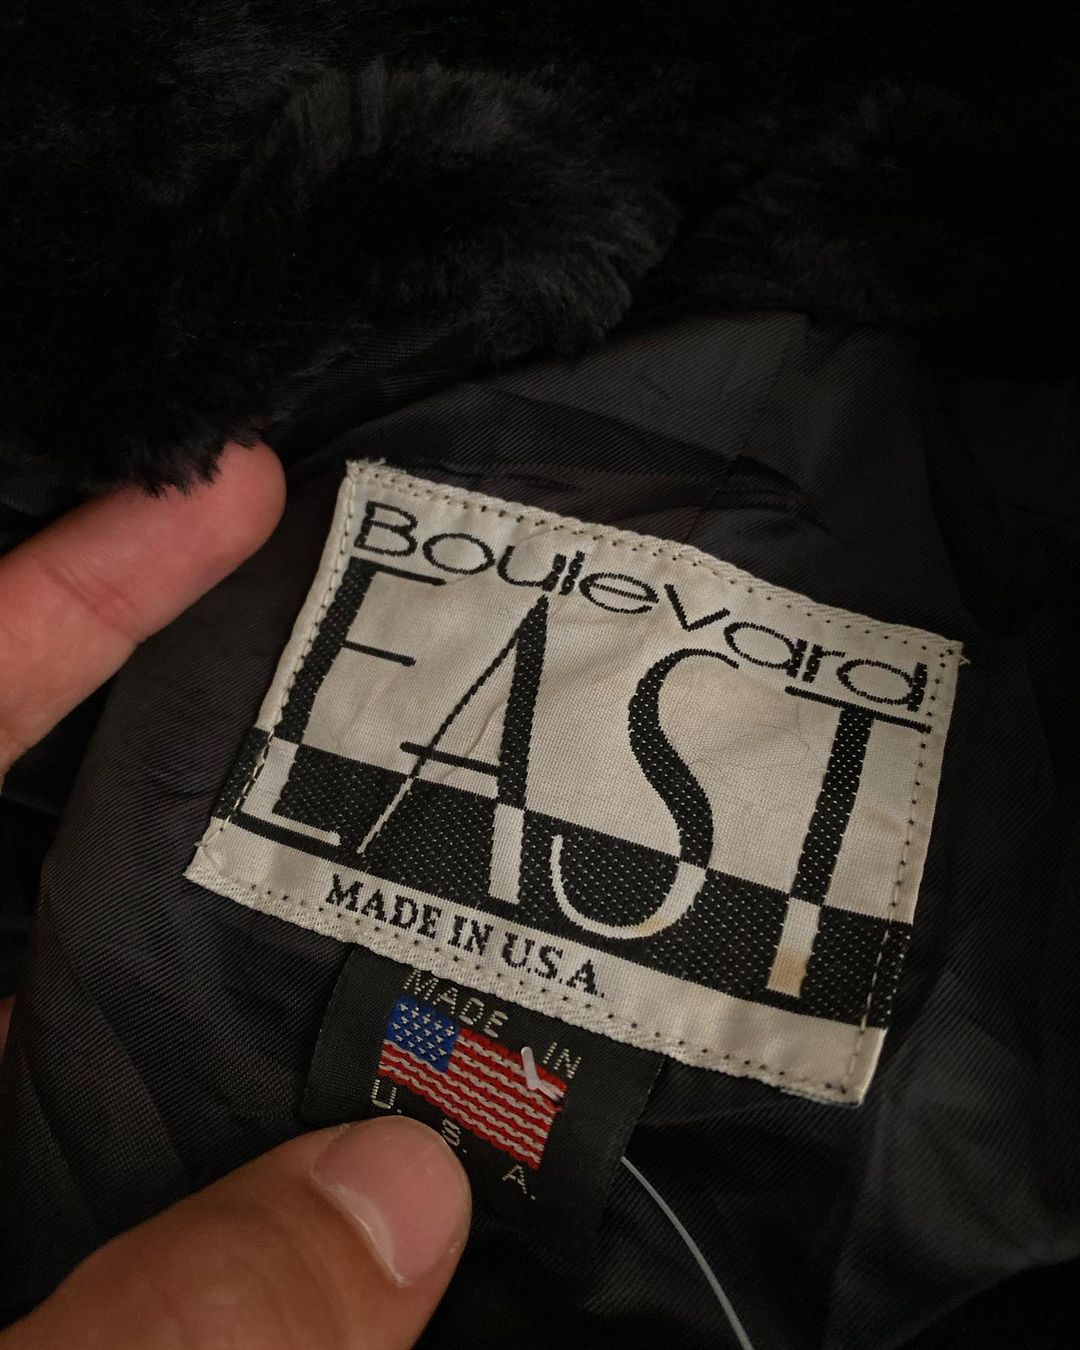 Boulevard
EAST
MADE IN U.S.A.
MADE IN
U. S. A.